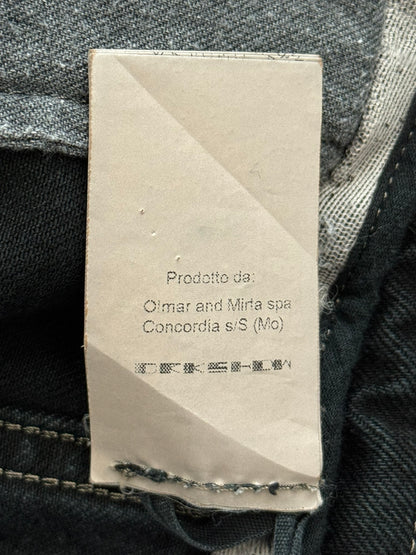 Prodotto da:
Olmar and Mirta spa
Concordia s/S (Mo)
DRKSHDW